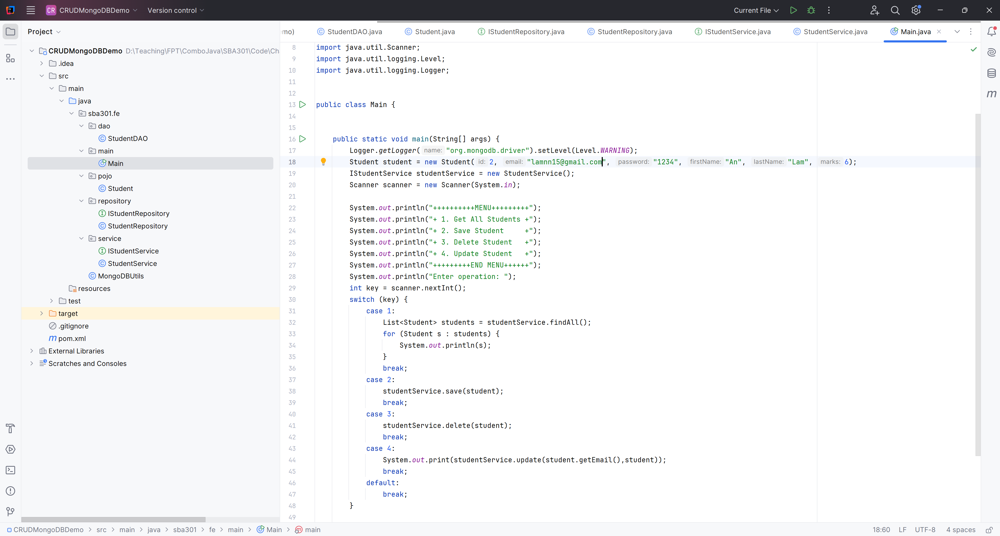 CR CRUDMongoDBDemo Version control Current File
Project
mo) StudentDAO.java Student.java IStudentRepository.java StudentRepository.java IStudentService.java StudentService.java Main.java
CRUDMongoDBDemo D:\Teaching\FPT\ComboJava\SBA301\Code\Ch
.idea
src
main
java
sba301.fe
dao
StudentDAO
main
Main
pojo
Student
repository
IStudentRepository
StudentRepository
service
IStudentService
StudentService
MongoDBUtils
resources
test
target
.gitignore
m pom.xml
External Libraries
Scratches and Consoles
8 import java.util.Scanner;
9 import java.util.logging.Level;
10 import java.util.logging.Logger;
11
12
13 public class Main {
14
15
16 public static void main(String[] args) {
17 Logger.getLogger( name: "org.mongodb.driver").setLevel(Level.WARNING);
18 Student student = new Student( id: 2, email: "lamnn15@gmail.com", password: "1234", firstName: "An", lastName: "Lam", marks: 6);
19 IStudentService studentService = new StudentService();
20 Scanner scanner = new Scanner(System.in);
21
22 System.out.println("++++++++++MENU+++++++++");
23 System.out.println("+ 1. Get All Students +");
24 System.out.println("+ 2. Save Student     +");
25 System.out.println("+ 3. Delete Student   +");
26 System.out.println("+ 4. Update Student   +");
27 System.out.println("+++++++++END MENU++++++");
28 System.out.println("Enter operation: ");
29 int key = scanner.nextInt();
30 switch (key) {
31 case 1:
32 List<Student> students = studentService.findAll();
33 for (Student s : students) {
34 System.out.println(s);
35 }
36 break;
37 case 2:
38 studentService.save(student);
39 break;
40 case 3:
41 studentService.delete(student);
42 break;
43 case 4:
44 System.out.print(studentService.update(student.getEmail(),student));
45 break;
46 default:
47 break;
48 }
49
m
CRUDMongoDBDemo > src > main > java > sba301 > fe > main > Main > main 18:60 LF UTF-8 4 spaces